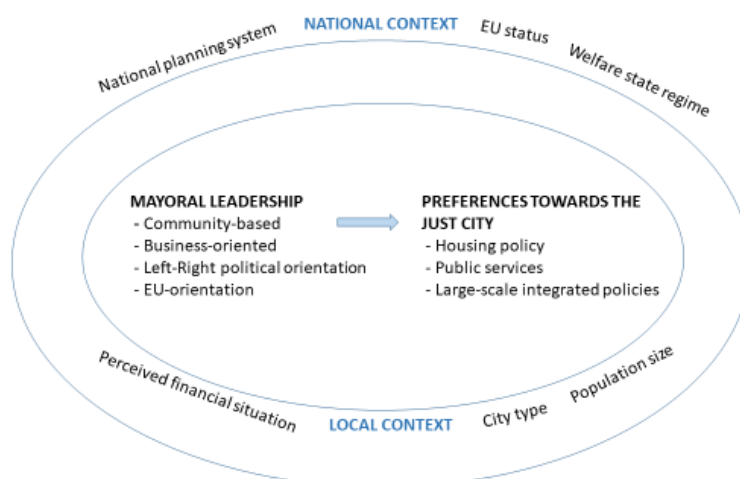 NATIONAL CONTEXT
National planning system
EU status
Welfare state regime
MAYORAL LEADERSHIP
- Community-based
- Business-oriented
- Left-Right political orientation
- EU-orientation
PREFERENCES TOWARDS THE
JUST CITY
- Housing policy
- Public services
- Large-scale integrated policies
Perceived financial situation
LOCAL CONTEXT
City type
Population size